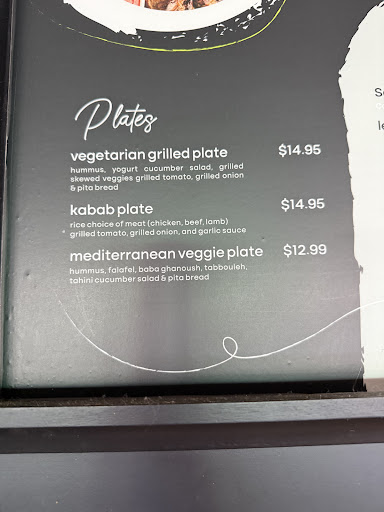 Plates
vegetarian grilled plate $14.95
hummus, yogurt cucumber salad, grilled
skewed veggies grilled tomato, grilled onion
& pita bread
kabab plate $14.95
rice choice of meat (chicken, beef, lamb)
grilled tomato, grilled onion, and garlic sauce
mediterranean veggie plate $12.99
hummus, falafel, baba ghanoush, tabbouleh,
tahini cucumber salad & pita bread